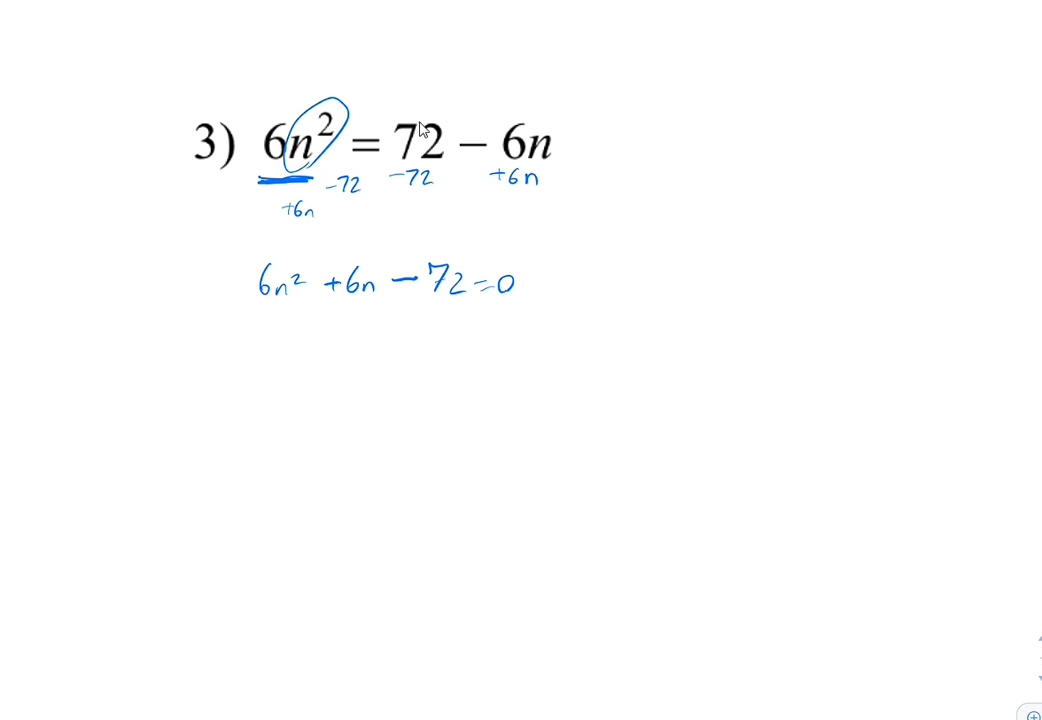 3) 6n² = 72 − 6n
−72 −72 +6n
+6n
6n² +6n − 72 = 0